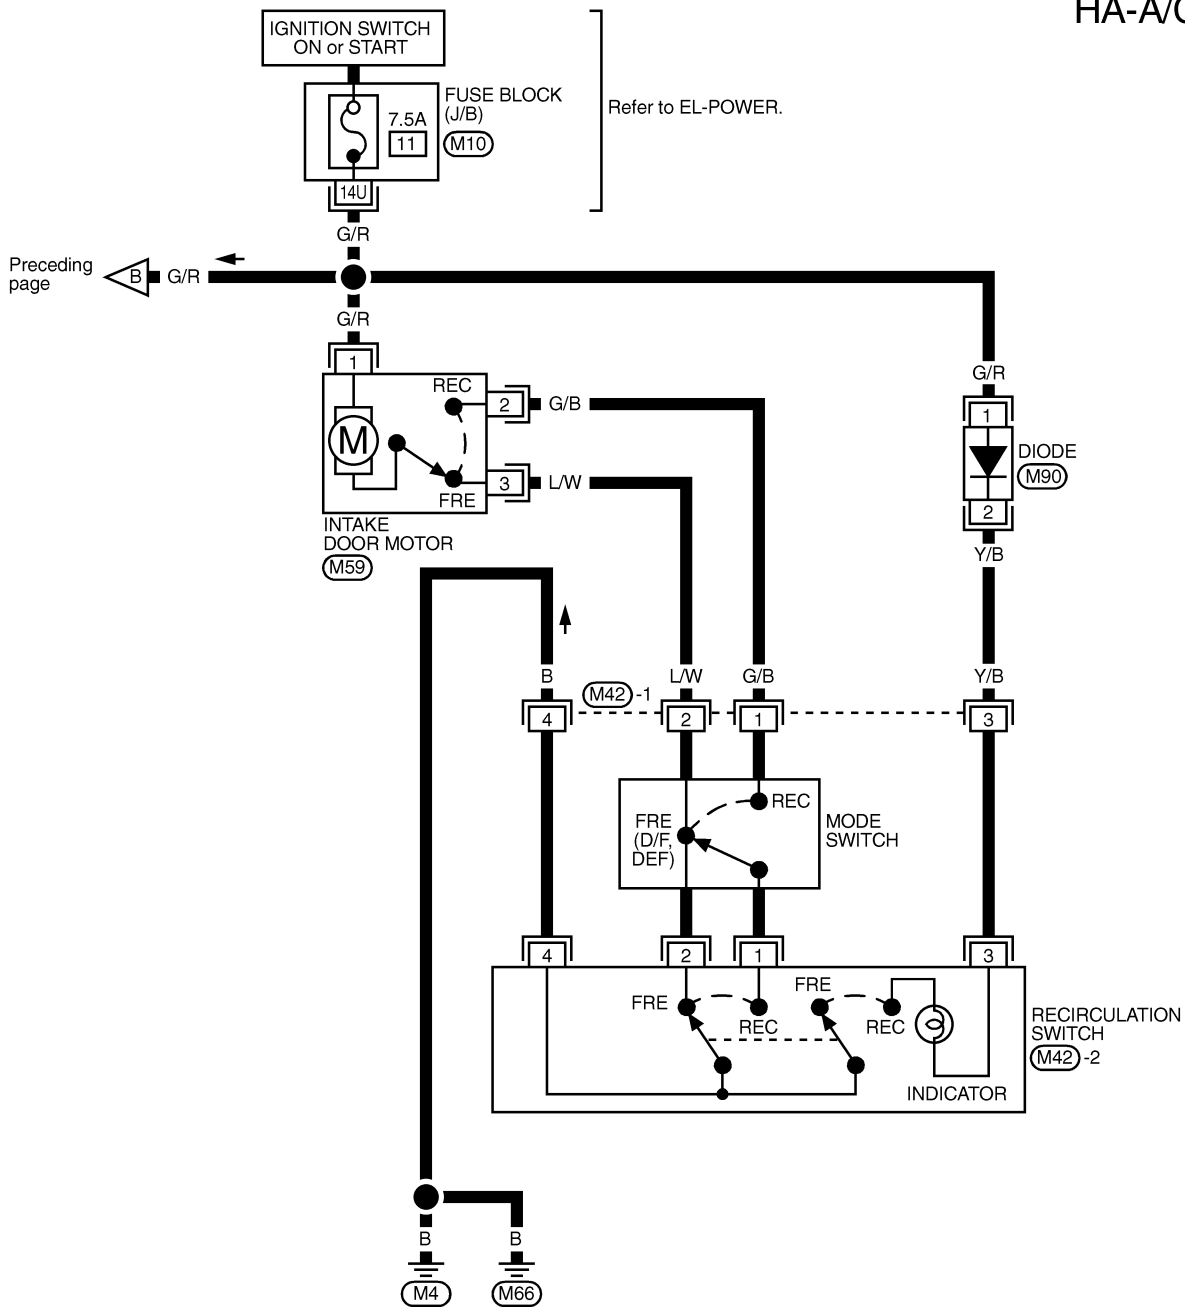 HA-A/C
IGNITION SWITCH
ON or START
FUSE BLOCK
(J/B)
7.5A
11
M10
Refer to EL-POWER.
14U
G/R
Preceding
page
B
G/R
G/R
G/R
1
REC
2
G/B
1
M
DIODE
M90
3
L/W
FRE
2
INTAKE
DOOR MOTOR
M59
Y/B
B
L/W
G/B
Y/B
M42
-1
4
2
1
3
REC
FRE
(D/F,
DEF)
MODE
SWITCH
4
2
1
3
FRE
FRE
REC
REC
RECIRCULATION
SWITCH
M42
-2
INDICATOR
B
B
M4
M66